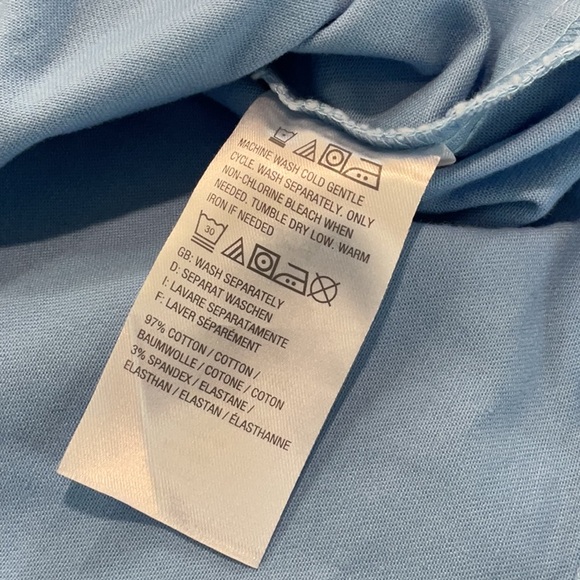 MACHINE WASH COLD GENTLE
CYCLE. WASH SEPARATELY. ONLY
NON-CHLORINE BLEACH WHEN
NEEDED. TUMBLE DRY LOW. WARM
IRON IF NEEDED
30
GB: WASH SEPARATELY
D: SEPARAT WASCHEN
I: LAVARE SEPARATAMENTE
F: LAVER SÉPARÉMENT
97% COTTON / COTTON /
BAUMWOLLE / COTONE / COTON
3% SPANDEX / ELASTANE /
ELASTHAN / ELASTAN / ÉLASTHANNE